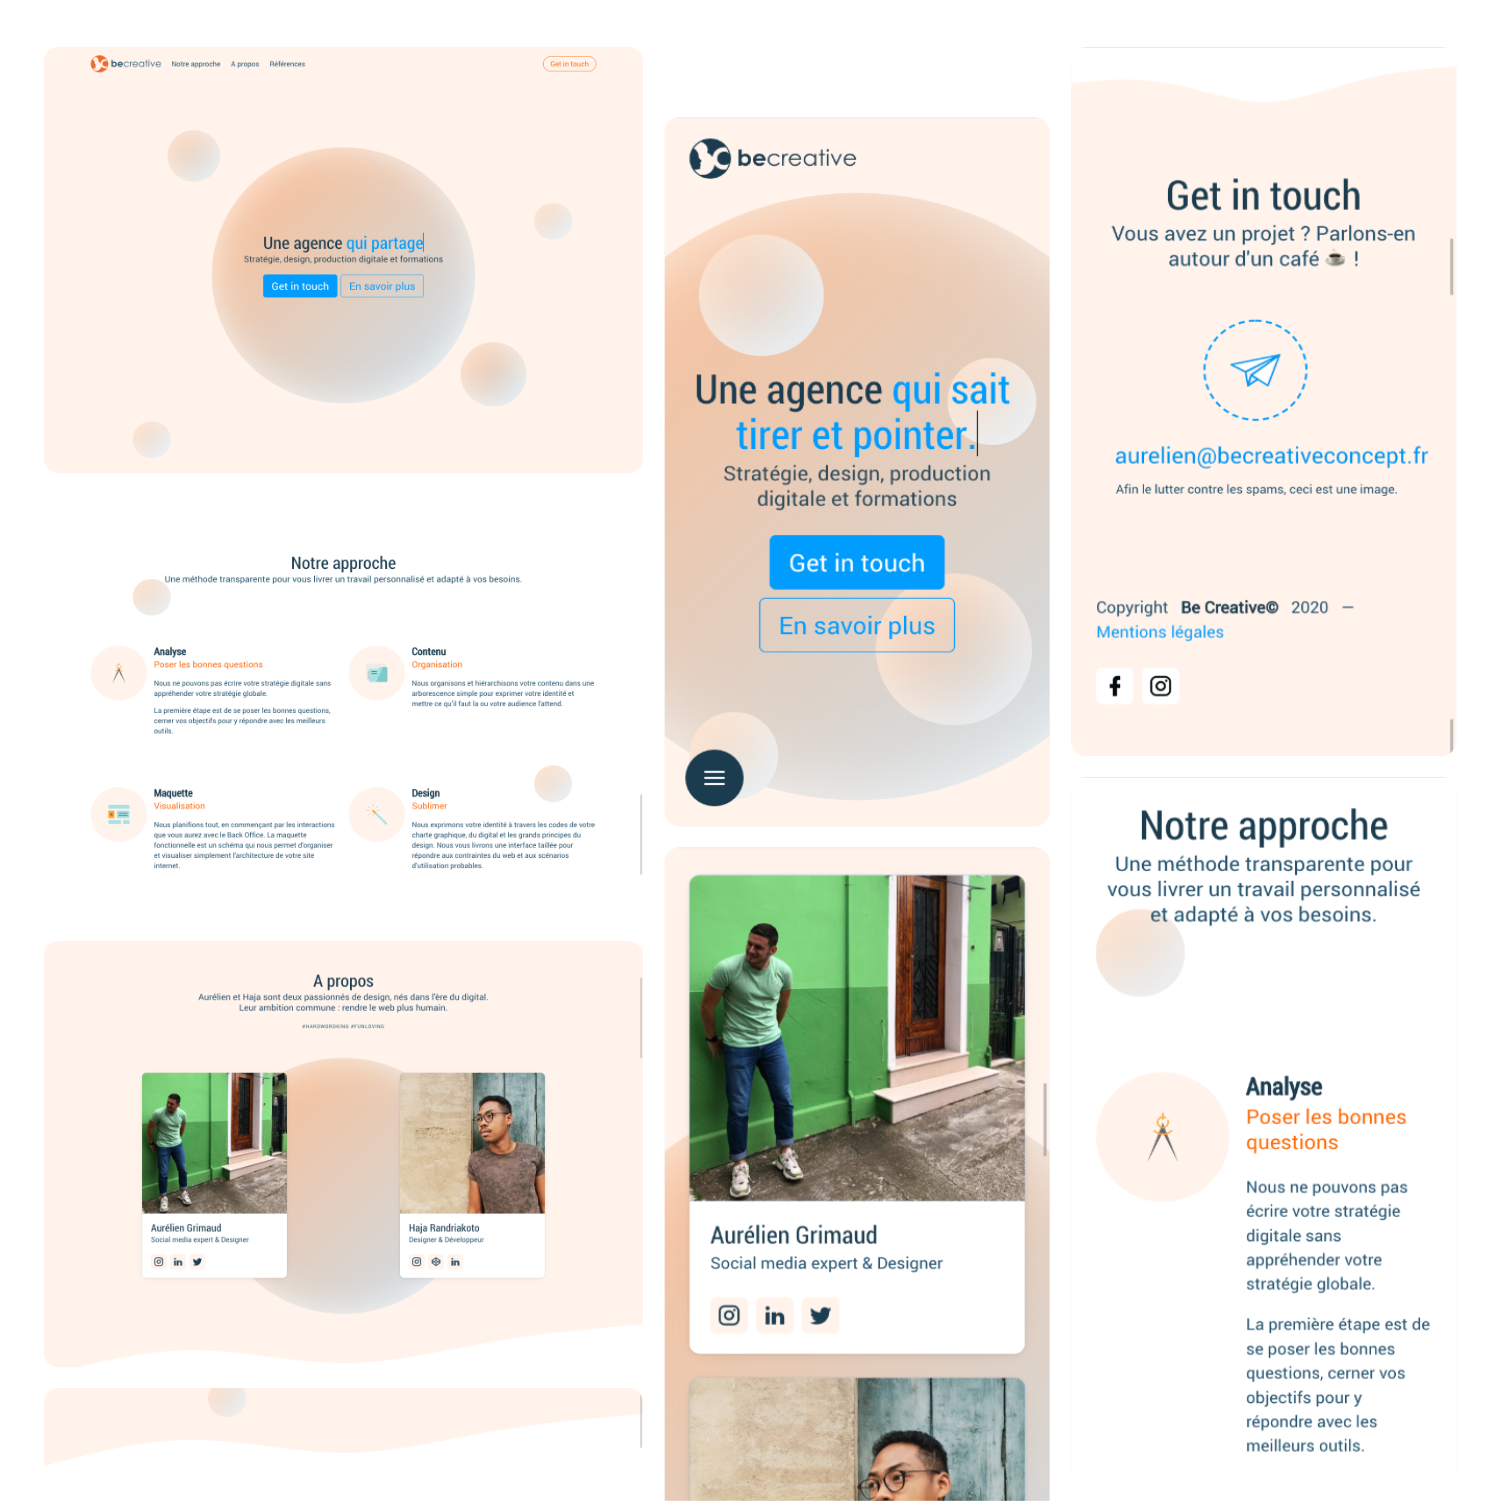 becreative Notre approche A propos Références Get in touch
Une agence qui partage
Stratégie, design, production digitale et formations
Get in touch En savoir plus
Notre approche
Une méthode transparente pour vous livrer un travail personnalisé et adapté à vos besoins.
Analyse
Poser les bonnes questions
Nous ne pouvons pas écrire votre stratégie digitale sans
appréhender votre stratégie globale.
La première étape est de se poser les bonnes questions,
cerner vos objectifs pour y répondre avec les meilleurs
outils.
Contenu
Organisation
Nous organisons et hiérarchisons votre contenu dans une
arborescence simple pour exprimer votre identité et
mettre ce qu'il faut la ou votre audience l'attend.
Maquette
Visualisation
Nous planifions tout, en commençant par les interactions
que vous aurez avec le Back Office. La maquette
fonctionnelle est un schéma qui nous permet d'organiser
et visualiser simplement l'architecture de votre site
internet.
Design
Sublimer
Nous exprimons votre identité à travers les codes de votre
charte graphique, du digital et les grands principes du
design. Nous vous livrons une interface taillée pour
répondre aux contraintes du web et aux scénarios
d'utilisation probables.
A propos
Aurélien et Haja sont deux passionnés de design, nés dans l'ère du digital.
Leur ambition commune : rendre le web plus humain.
#HARDWORDKING #FUNLOVING
Aurélien Grimaud
Social media expert & Designer
Haja Randriakoto
Designer & Développeur
becreative
Une agence qui sait
tirer et pointer.
Stratégie, design, production
digitale et formations
Get in touch
En savoir plus
Aurélien Grimaud
Social media expert & Designer
Get in touch
Vous avez un projet ? Parlons-en
autour d'un café ☕ !
aurelien@becreativeconcept.fr
Afin le lutter contre les spams, ceci est une image.
Copyright Be Creative© 2020 —
Mentions légales
Notre approche
Une méthode transparente pour
vous livrer un travail personnalisé
et adapté à vos besoins.
Analyse
Poser les bonnes
questions
Nous ne pouvons pas
écrire votre stratégie
digitale sans
appréhender votre
stratégie globale.
La première étape est de
se poser les bonnes
questions, cerner vos
objectifs pour y
répondre avec les
meilleurs outils.